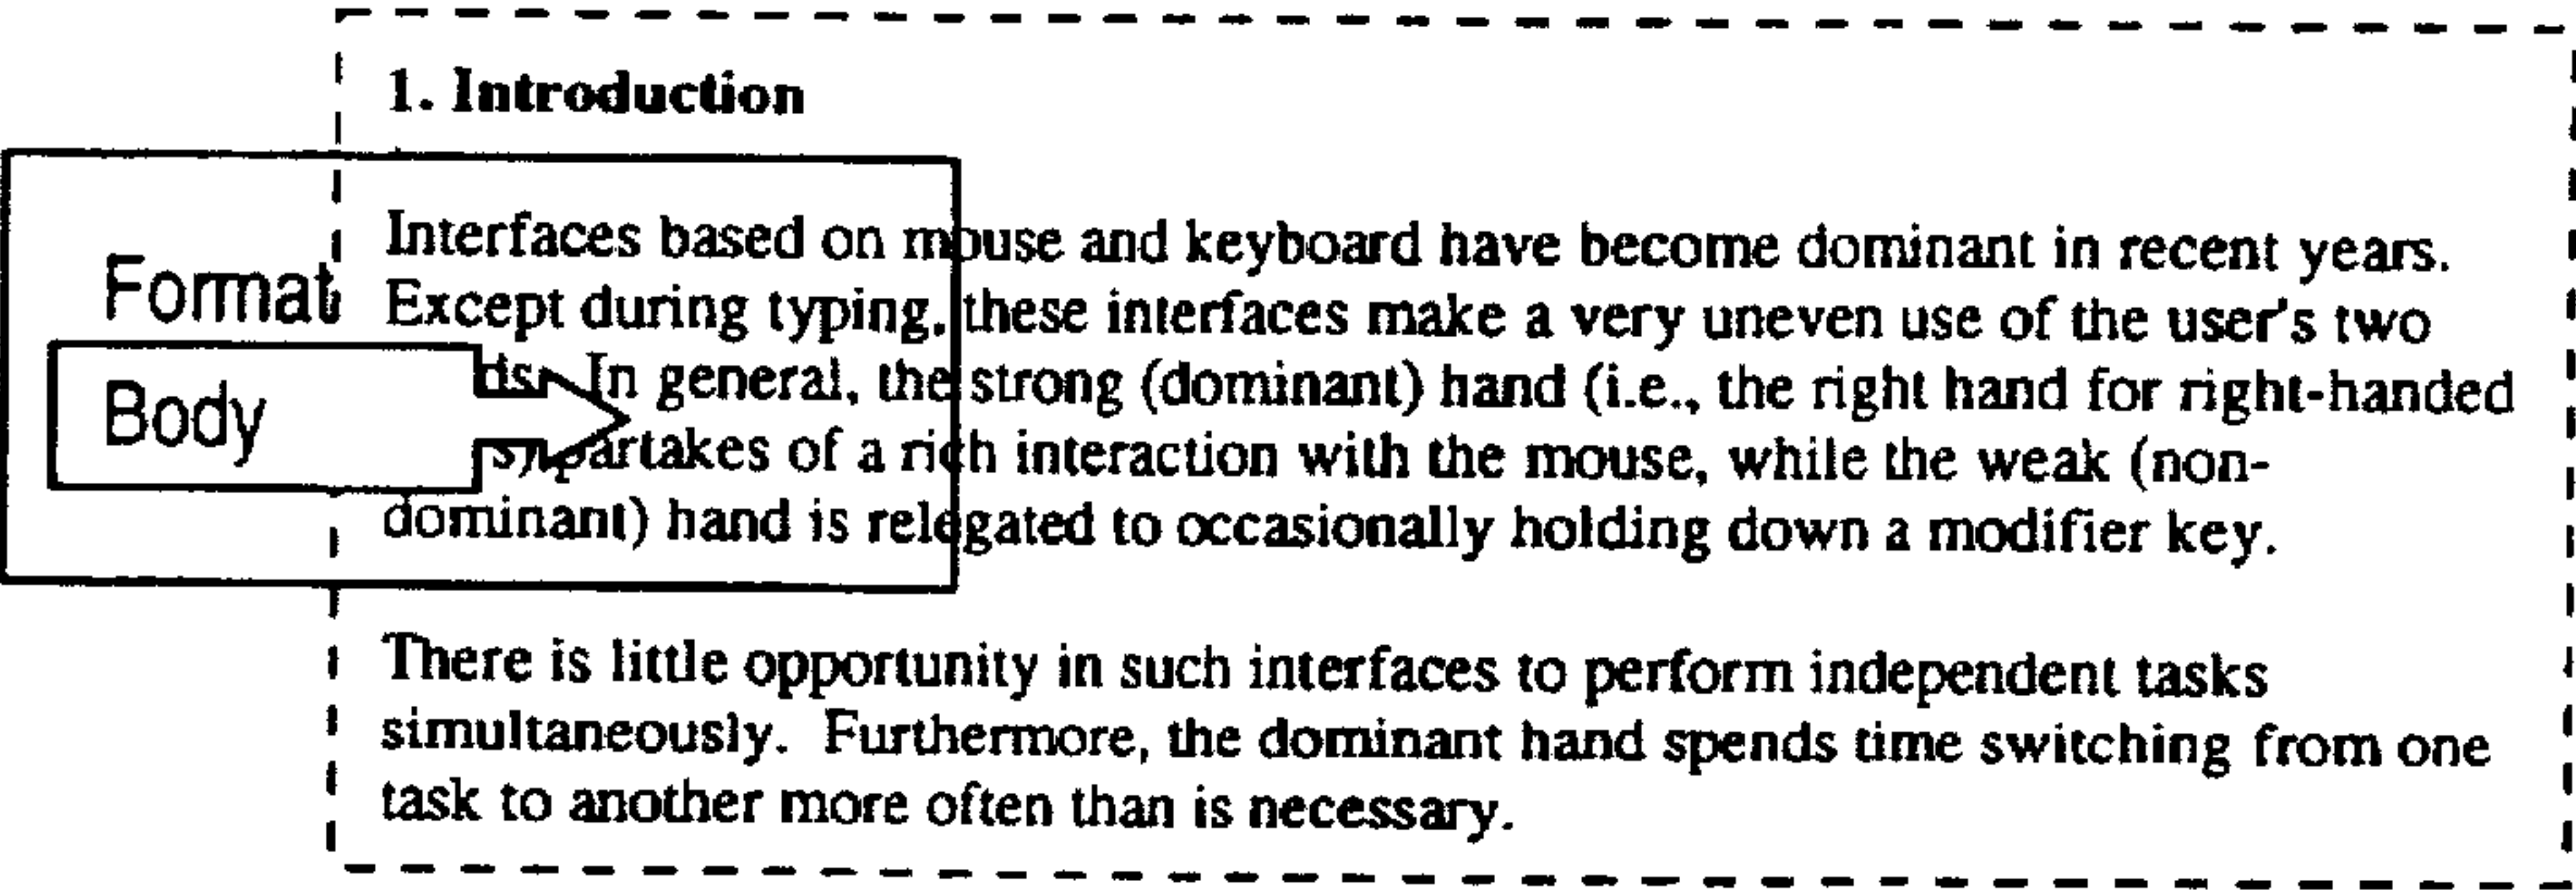 1. Introduction
Format
Body
Interfaces based on mouse and keyboard have become dominant in recent years.
Except during typing, these interfaces make a very uneven use of the user's two
In general, the strong (dominant) hand (i.e., the right hand for right-handed
partakes of a rich interaction with the mouse, while the weak (non-
dominant) hand is relegated to occasionally holding down a modifier key.
There is little opportunity in such interfaces to perform independent tasks
simultaneously. Furthermore, the dominant hand spends time switching from one
task to another more often than is necessary.